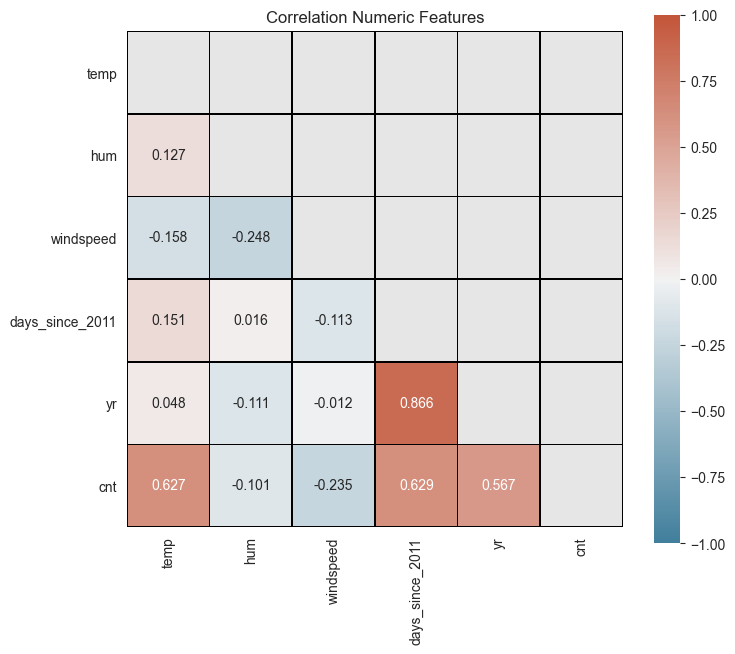 Correlation Numeric Features
temp
hum
0.127
windspeed
-0.158 -0.248
days_since_2011
0.151 0.016 -0.113
yr
0.048 -0.111 -0.012 0.866
cnt
0.627 -0.101 -0.235 0.629 0.567
temp
hum
windspeed
days_since_2011
yr
cnt
1.00
0.75
0.50
0.25
0.00
−0.25
−0.50
−0.75
−1.00